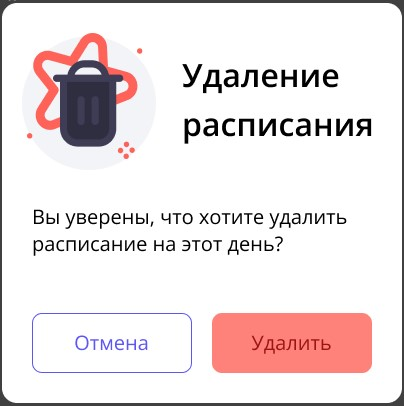 Удаление
расписания
Вы уверены, что хотите удалить
расписание на этот день?
Отмена
Удалить